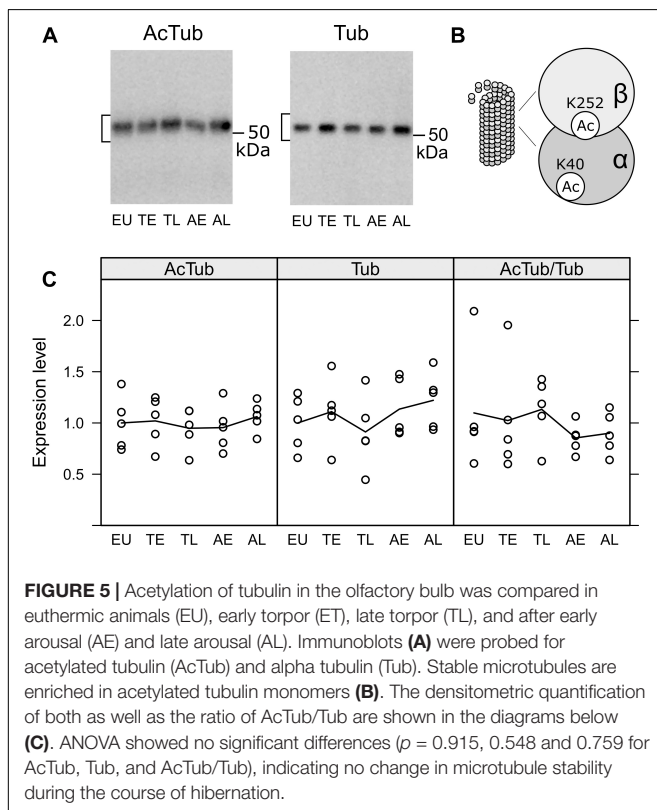 A
AcTub
Tub
B
50
kDa
50
kDa
EU TE TL AE AL
EU TE TL AE AL
K252
β
Ac
K40
α
Ac
C
AcTub
Tub
AcTub/Tub
Expression level
2.0
1.5
1.0
0.5
EU TE TL AE AL
EU TE TL AE AL
EU TE TL AE AL
FIGURE 5 | Acetylation of tubulin in the olfactory bulb was compared in
euthermic animals (EU), early torpor (ET), late torpor (TL), and after early
arousal (AE) and late arousal (AL). Immunoblots (A) were probed for
acetylated tubulin (AcTub) and alpha tubulin (Tub). Stable microtubules are
enriched in acetylated tubulin monomers (B). The densitometric quantification
of both as well as the ratio of AcTub/Tub are shown in the diagrams below
(C). ANOVA showed no significant differences (p = 0.915, 0.548 and 0.759 for
AcTub, Tub, and AcTub/Tub), indicating no change in microtubule stability
during the course of hibernation.